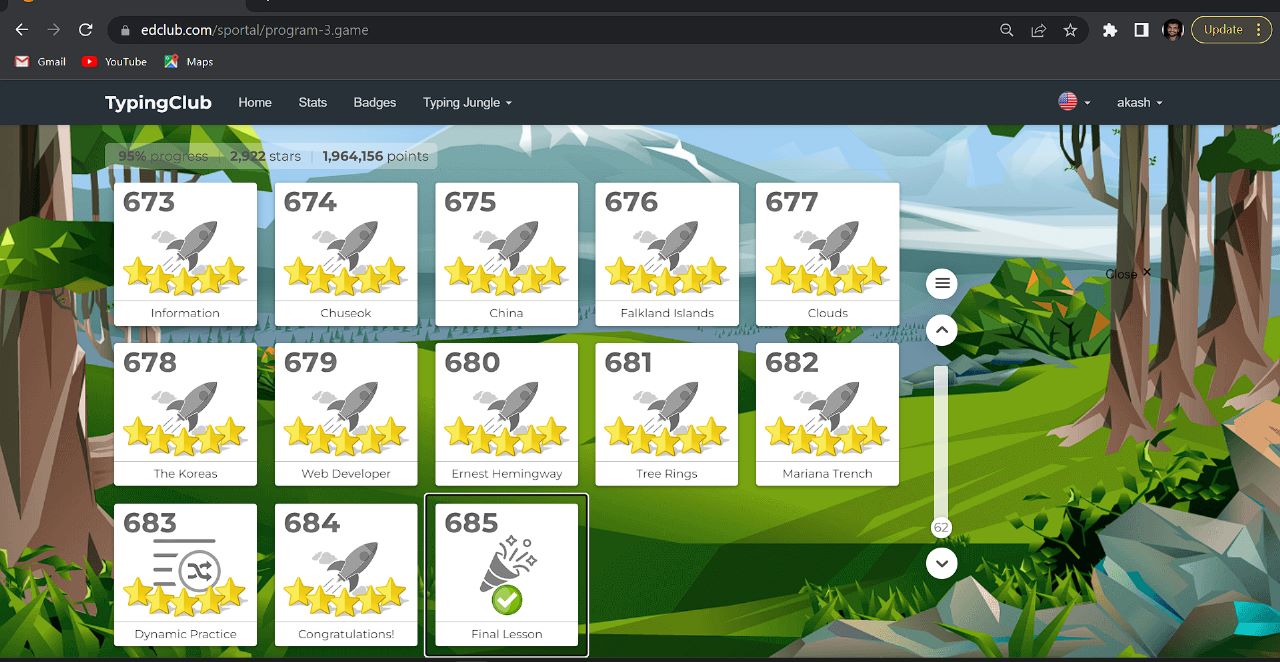 edclub.com/sportal/program-3.game
Update
Gmail YouTube Maps
TypingClub Home Stats Badges Typing Jungle akash
95% progress | 2,922 stars | 1,964,156 points
673 674 675 676 677
Information Chuseok China Falkland Islands Clouds
Close ×
678 679 680 681 682
The Koreas Web Developer Ernest Hemingway Tree Rings Mariana Trench
683 684 685
62
Dynamic Practice Congratulations! Final Lesson